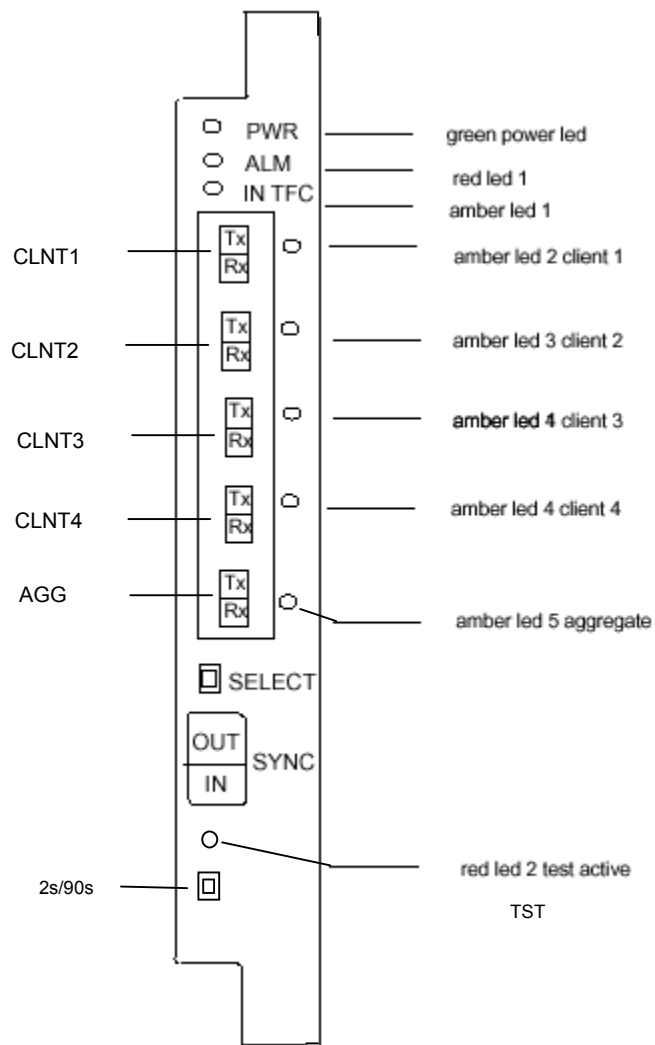 PWR green power led
ALM red led 1
IN TFC amber led 1
CLNT1 Tx amber led 2 client 1
Rx
CLNT2 Tx amber led 3 client 2
Rx
CLNT3 Tx amber led 4 client 3
Rx
CLNT4 Tx amber led 4 client 4
Rx
AGG Tx amber led 5 aggregate
Rx
SELECT
OUT
SYNC
IN
red led 2 test active
2s/90s
TST